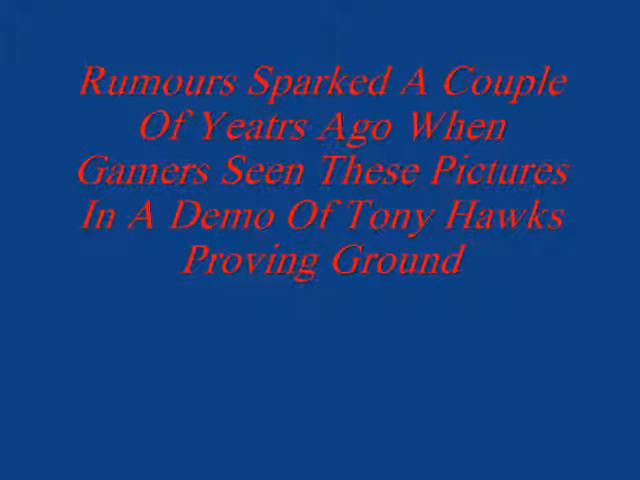 Rumours Sparked A Couple
Of Yeatrs Ago When
Gamers Seen These Pictures
In A Demo Of Tony Hawks
Proving Ground